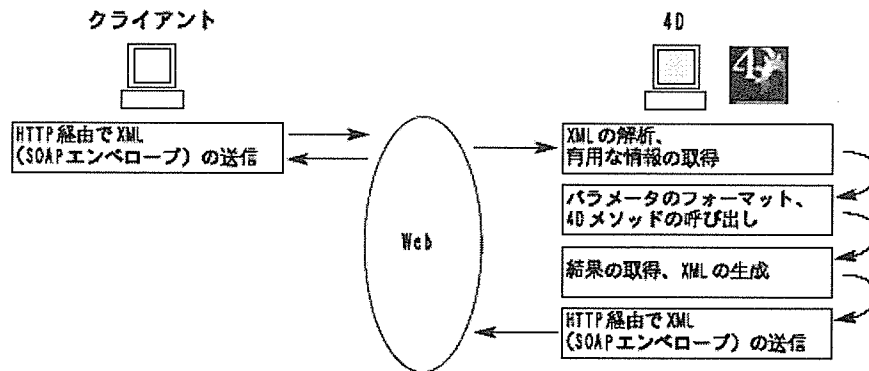 クライアント
HTTP経由でXML
(SOAPエンベロープ)の送信
Web
4D
4D
XMLの解析、
有用な情報の取得
パラメータのフォーマット、
4Dメソッドの呼び出し
結果の取得、XMLの生成
HTTP経由でXML
(SOAPエンベロープ)の送信